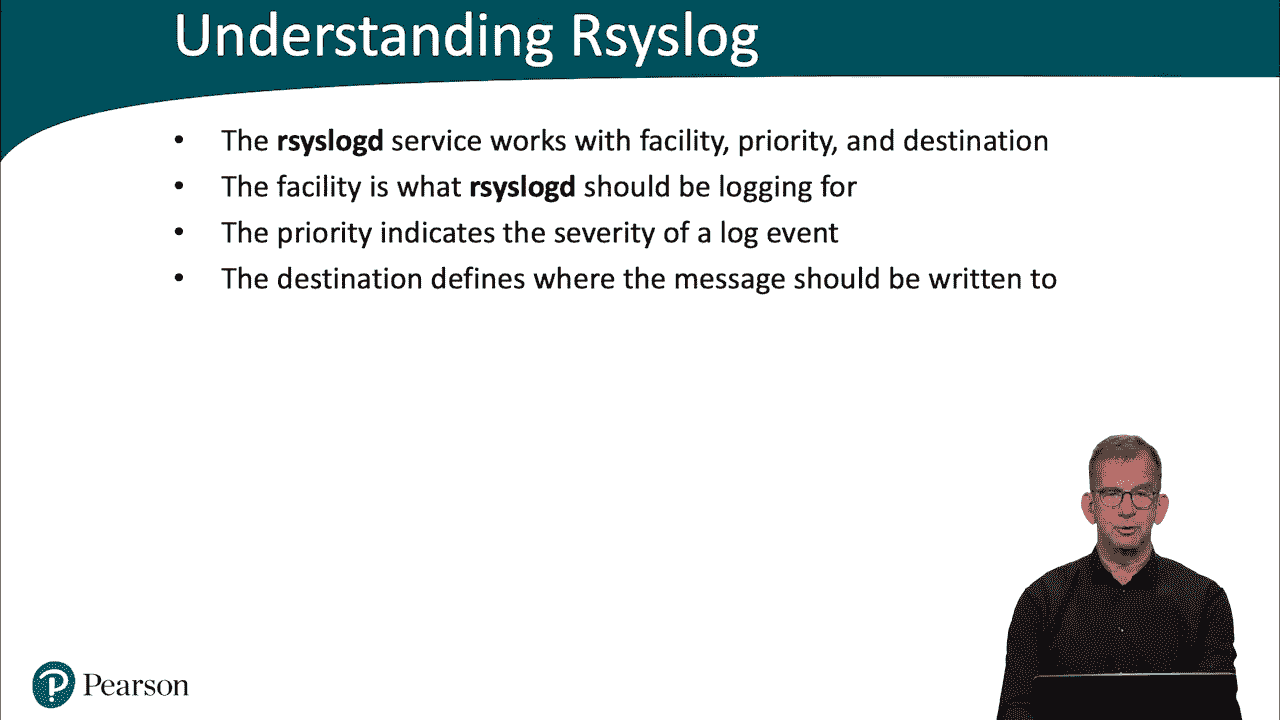 Understanding Rsyslog
• The rsyslogd service works with facility, priority, and destination
• The facility is what rsyslogd should be logging for
• The priority indicates the severity of a log event
• The destination defines where the message should be written to
Pearson